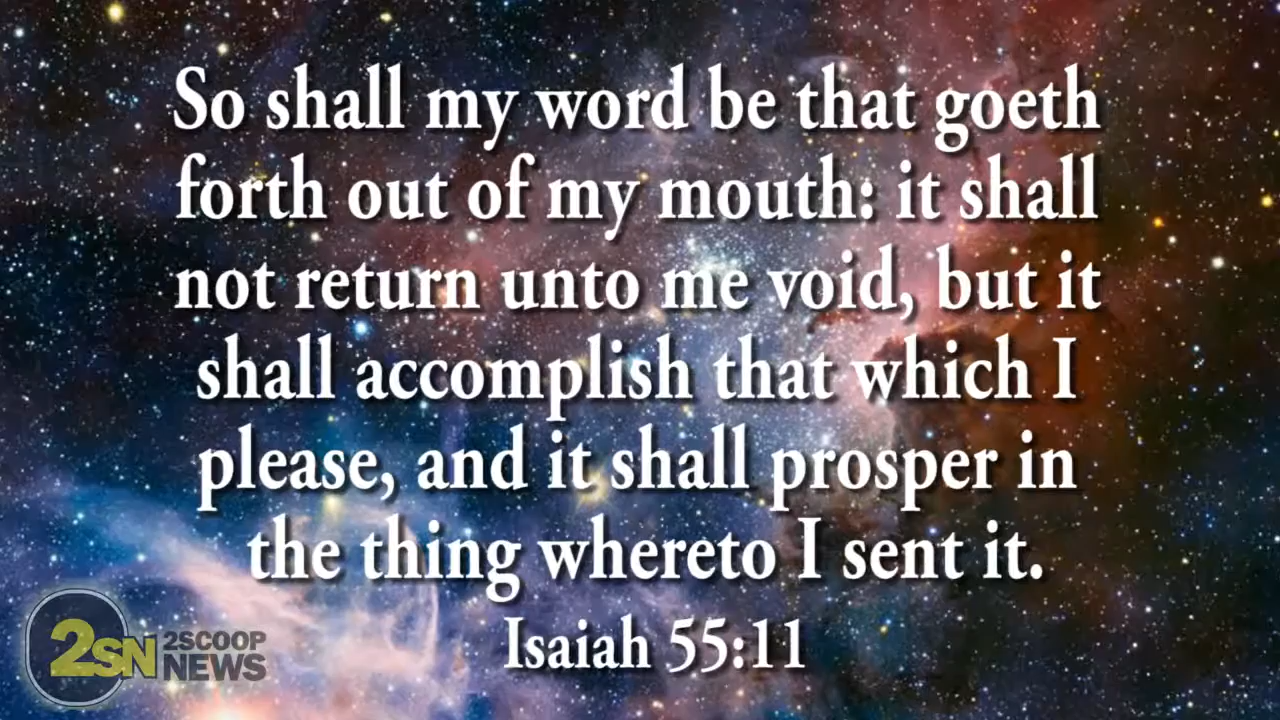 So shall my word be that goeth
forth out of my mouth: it shall
not return unto me void, but it
shall accomplish that which I
please, and it shall prosper in
the thing whereto I sent it.
Isaiah 55:11
2SN 2SCOOP
NEWS